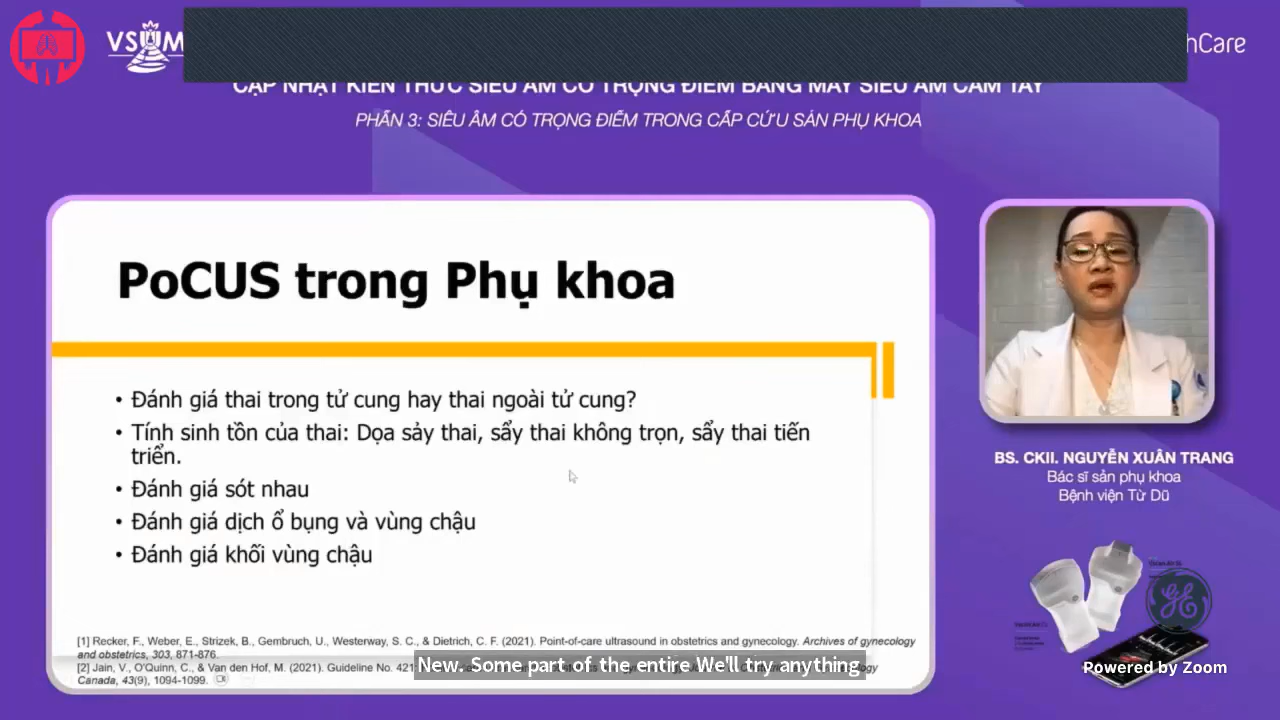 VSUM
hCare
CẬP NHẬT KIẾN THỨC SIÊU ÂM CÓ TRỌNG ĐIỂM BẰNG MÁY SIÊU ÂM CẦM TAY
PHẦN 3: SIÊU ÂM CÓ TRỌNG ĐIỂM TRONG CẤP CỨU SẢN PHỤ KHOA
PoCUS trong Phụ khoa
• Đánh giá thai trong tử cung hay thai ngoài tử cung?
• Tính sinh tồn của thai: Dọa sảy thai, sẩy thai không trọn, sẩy thai tiến
triển.
• Đánh giá sót nhau
• Đánh giá dịch ổ bụng và vùng chậu
• Đánh giá khối vùng chậu
[1] Recker, F., Weber, E., Strizek, B., Gembruch, U., Westerway, S. C., & Dietrich, C. F. (2021). Point-of-care ultrasound in obstetrics and gynecology. Archives of gynecology
and obstetrics, 303, 871-876.
[2] Jain, V., O'Quinn, C., & Van den Hof, M. (2021). Guideline No. 421
Canada, 43(9), 1094-1099.
New. Some part of the entire We'll try anything
BS. CKII. NGUYỄN XUÂN TRANG
Bác sĩ sản phụ khoa
Bệnh viện Từ Dũ
GE
Powered by Zoom